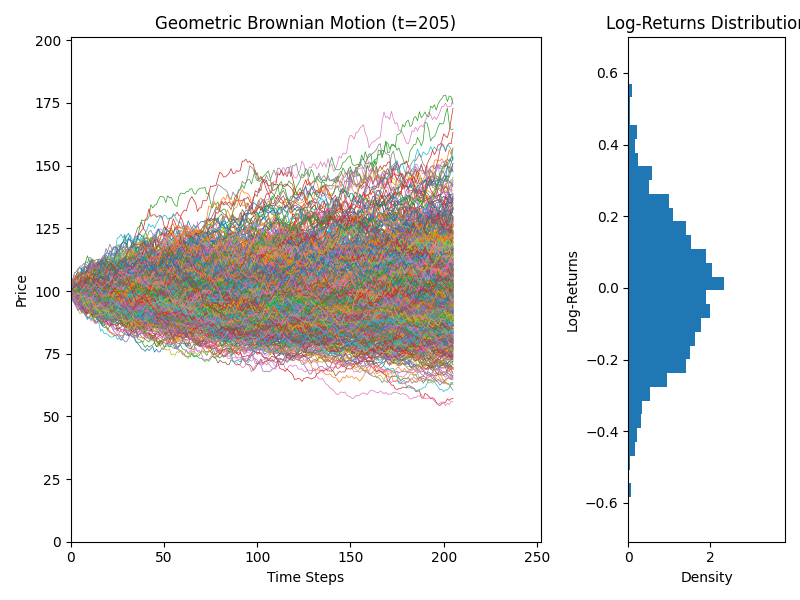 Geometric Brownian Motion (t=205)
Price
200
175
150
125
100
75
50
25
0
0 50 100 150 200 250
Time Steps
Log-Returns Distribution
Log-Returns
0.6
0.4
0.2
0.0
−0.2
−0.4
−0.6
0 2
Density